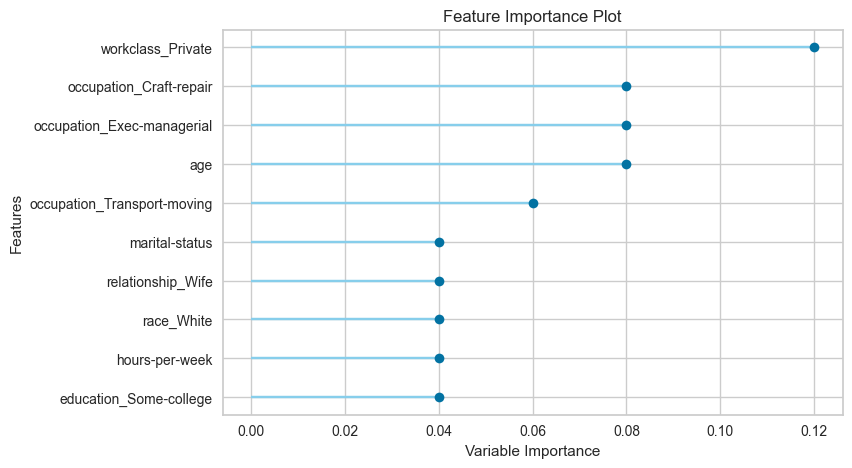 Feature Importance Plot
Features
workclass_Private
occupation_Craft-repair
occupation_Exec-managerial
age
occupation_Transport-moving
marital-status
relationship_Wife
race_White
hours-per-week
education_Some-college
0.00 0.02 0.04 0.06 0.08 0.10 0.12
Variable Importance